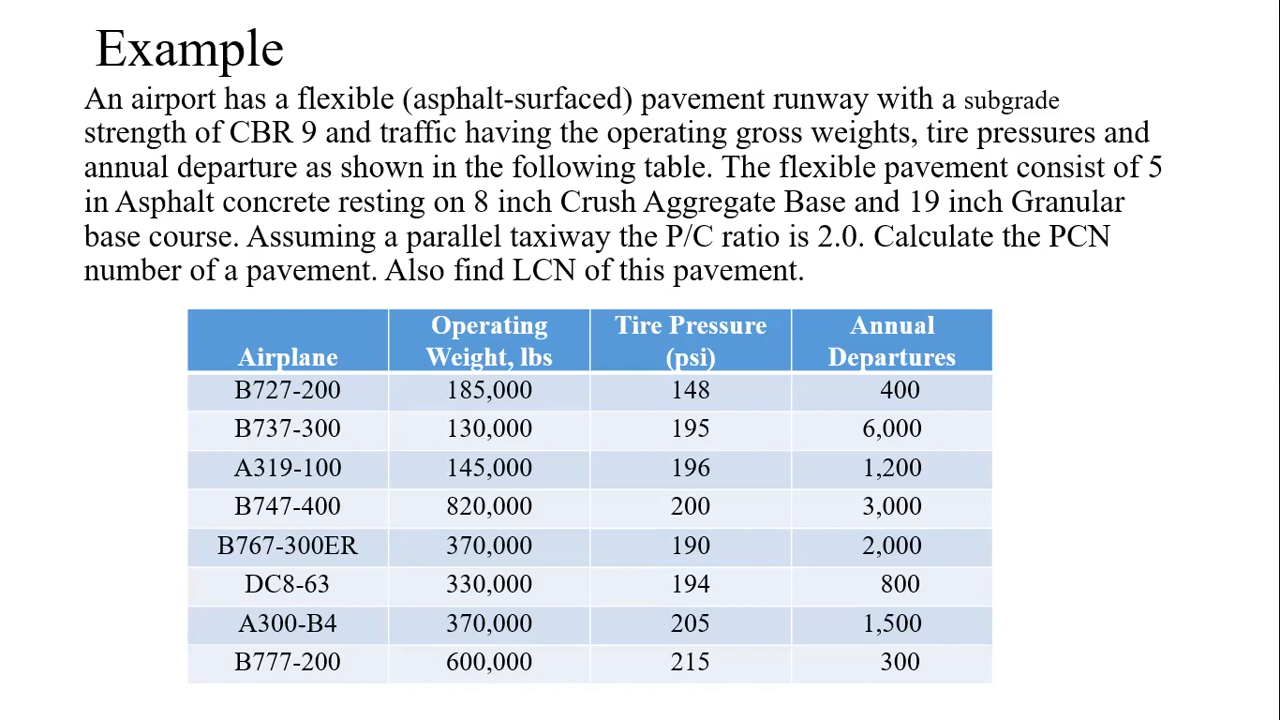 Example
An airport has a flexible (asphalt-surfaced) pavement runway with a subgrade
strength of CBR 9 and traffic having the operating gross weights, tire pressures and
annual departure as shown in the following table. The flexible pavement consist of 5
in Asphalt concrete resting on 8 inch Crush Aggregate Base and 19 inch Granular
base course. Assuming a parallel taxiway the P/C ratio is 2.0. Calculate the PCN
number of a pavement. Also find LCN of this pavement.
Airplane Operating Weight, lbs Tire Pressure (psi) Annual Departures
B727-200 185,000 148 400
B737-300 130,000 195 6,000
A319-100 145,000 196 1,200
B747-400 820,000 200 3,000
B767-300ER 370,000 190 2,000
DC8-63 330,000 194 800
A300-B4 370,000 205 1,500
B777-200 600,000 215 300